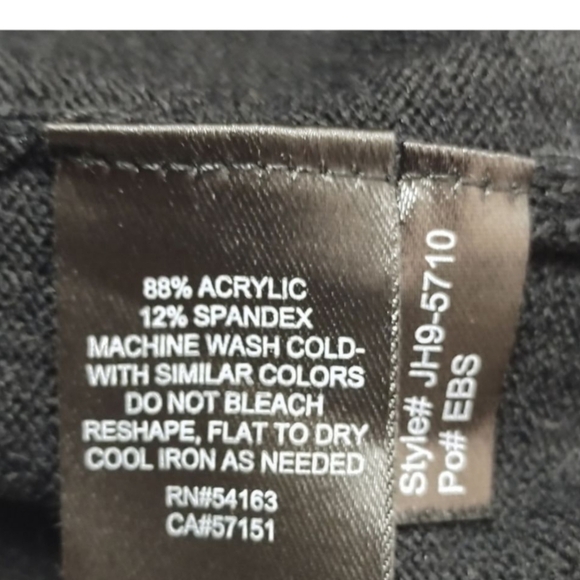 88% ACRYLIC
12% SPANDEX
MACHINE WASH COLD-
WITH SIMILAR COLORS
DO NOT BLEACH
RESHAPE, FLAT TO DRY
COOL IRON AS NEEDED
RN#54163
CA#57151
Style# JH9-5710
Po# EBS